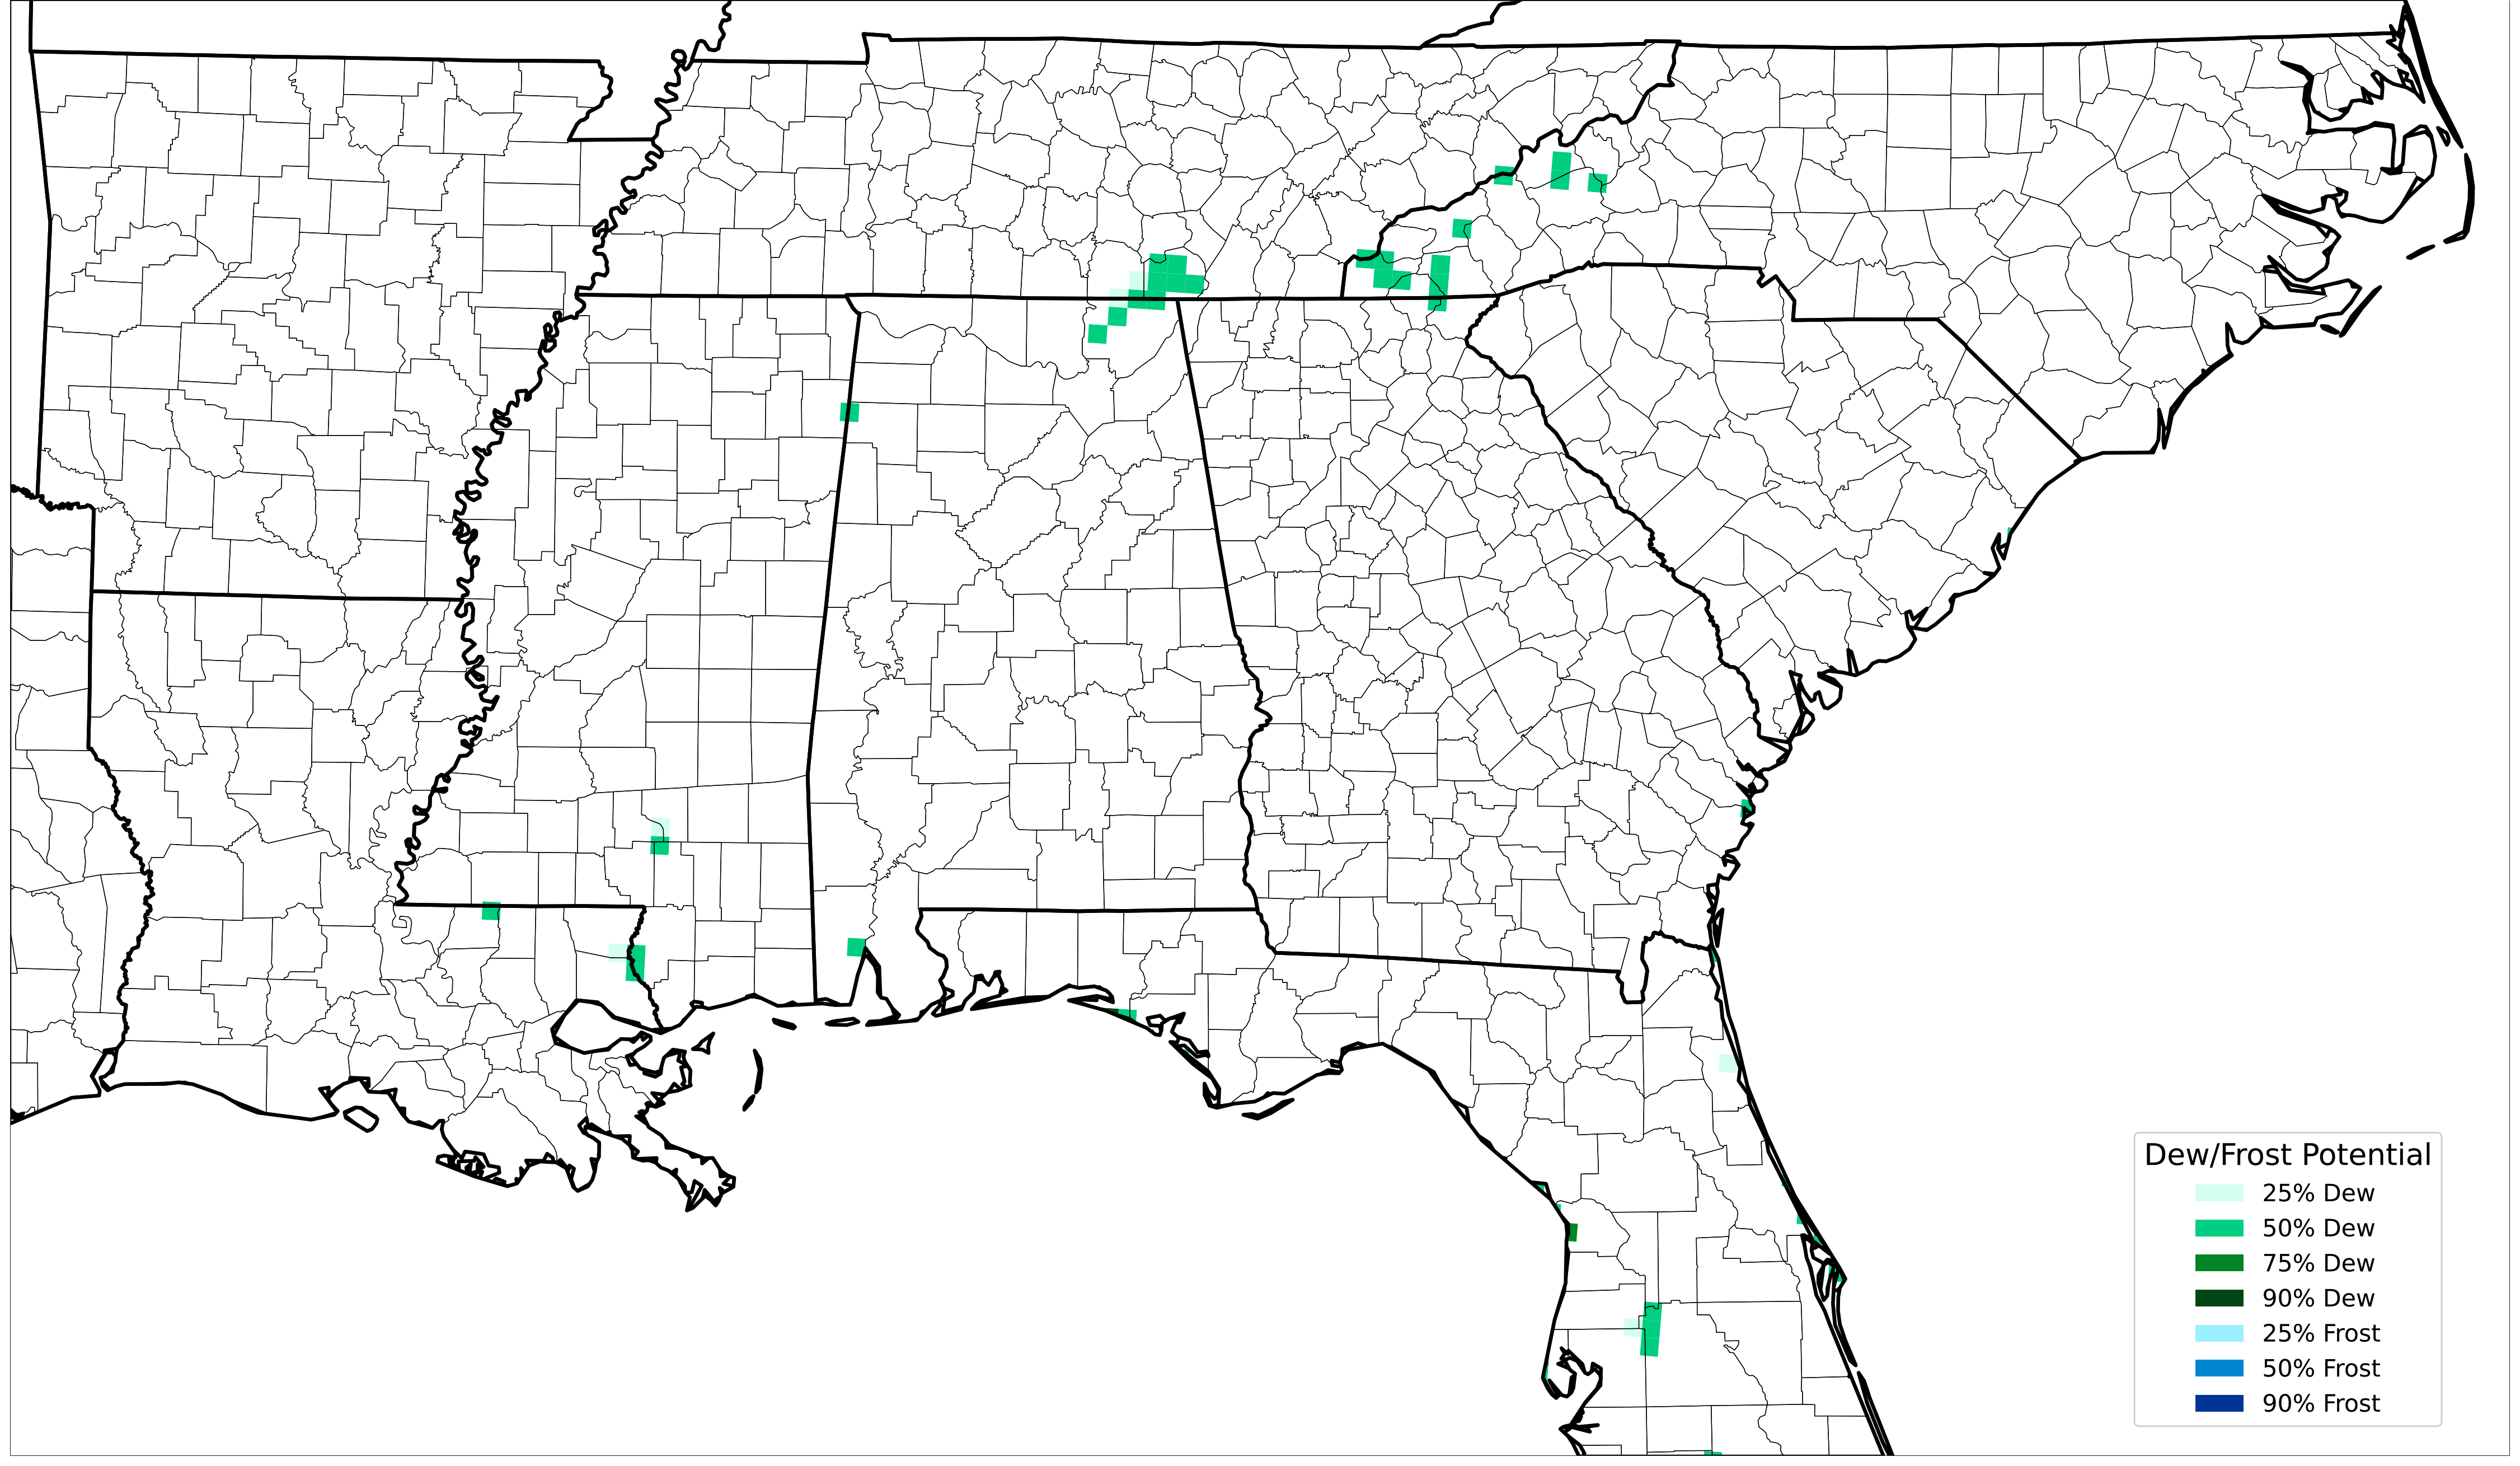 Dew/Frost Potential
25% Dew
50% Dew
75% Dew
90% Dew
25% Frost
50% Frost
90% Frost